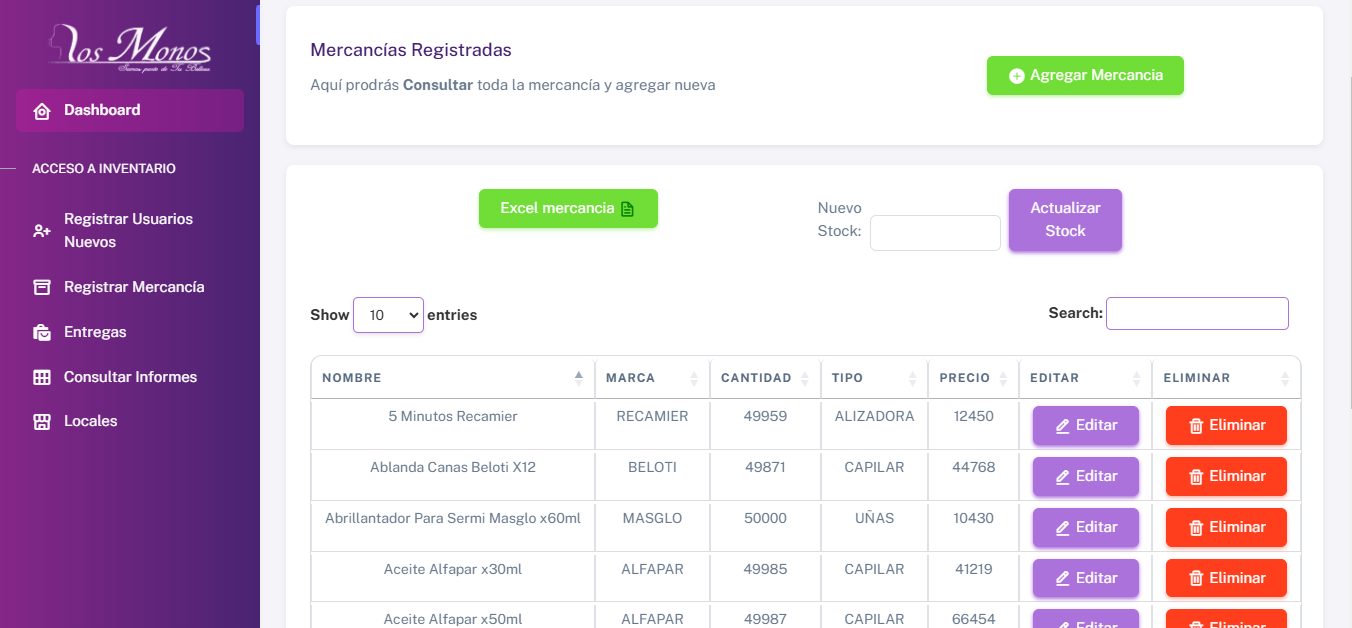 los Monos
Somos parte de Tu Belleza
Dashboard
ACCESO A INVENTARIO
Registrar Usuarios
Nuevos
Registrar Mercancía
Entregas
Consultar Informes
Locales
Mercancías Registradas
Aquí prodrás Consultar toda la mercancía y agregar nueva
Agregar Mercancia
Excel mercancia
Nuevo
Stock:
Actualizar
Stock
Show 10 entries
Search:
NOMBRE MARCA CANTIDAD TIPO PRECIO EDITAR ELIMINAR
5 Minutos Recamier RECAMIER 49959 ALIZADORA 12450 Editar Eliminar
Ablanda Canas Beloti X12 BELOTI 49871 CAPILAR 44768 Editar Eliminar
Abrillantador Para Sermi Masglo x60ml MASGLO 50000 UÑAS 10430 Editar Eliminar
Aceite Alfapar x30ml ALFAPAR 49985 CAPILAR 41219 Editar Eliminar
Aceite Alfapar x50ml ALFAPAR 49987 CAPILAR 66454 Editar Eliminar